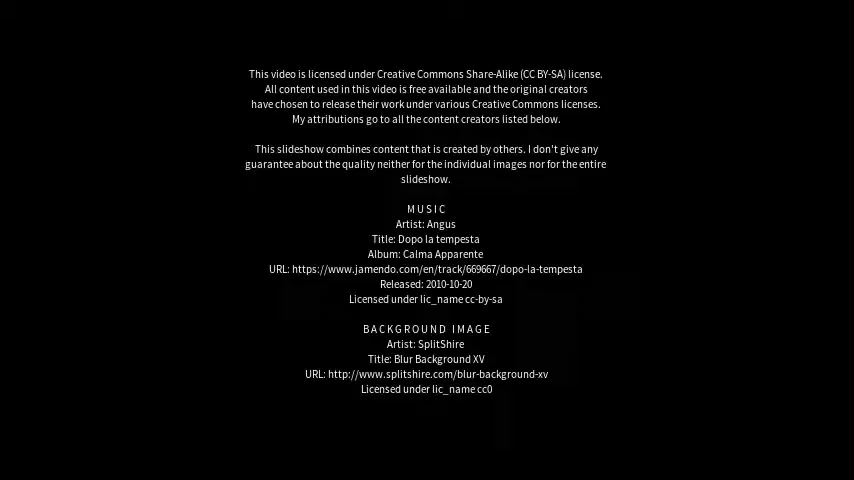 This video is licensed under Creative Commons Share-Alike (CC BY-SA) license.
All content used in this video is free available and the original creators
have chosen to release their work under various Creative Commons licenses.
My attributions go to all the content creators listed below.
This slideshow combines content that is created by others. I don't give any
guarantee about the quality neither for the individual images nor for the entire
slideshow.
MUSIC
Artist: Angus
Title: Dopo la tempesta
Album: Calma Apparente
URL: https://www.jamendo.com/en/track/669667/dopo-la-tempesta
Released: 2010-10-20
Licensed under lic_name cc-by-sa
BACKGROUND IMAGE
Artist: SplitShire
Title: Blur Background XV
URL: http://www.splitshire.com/blur-background-xv
Licensed under lic_name cc0